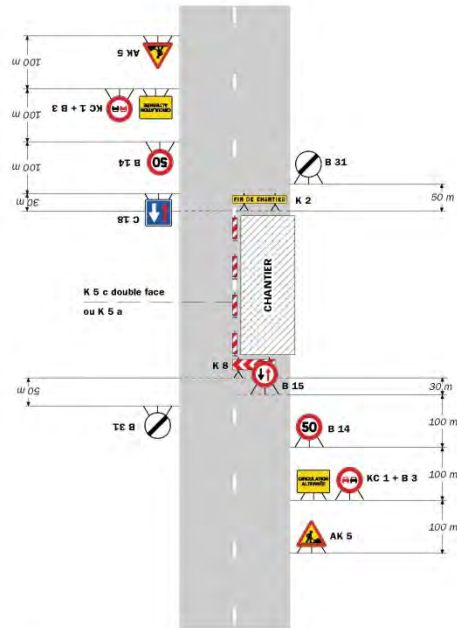 AK 5
100 m
CIRCULATION ALTERNÉE
KC 1 + B 3
100 m
50
B 14
100 m
B 31
C 18
30 m
FIN DE CHANTIER
K 2
50 m
CHANTIER
K 5 c double face
ou K 5 a
K 8
B 15
50 m
30 m
B 31
50
B 14
100 m
CIRCULATION ALTERNÉE
KC 1 + B 3
100 m
AK 5
100 m